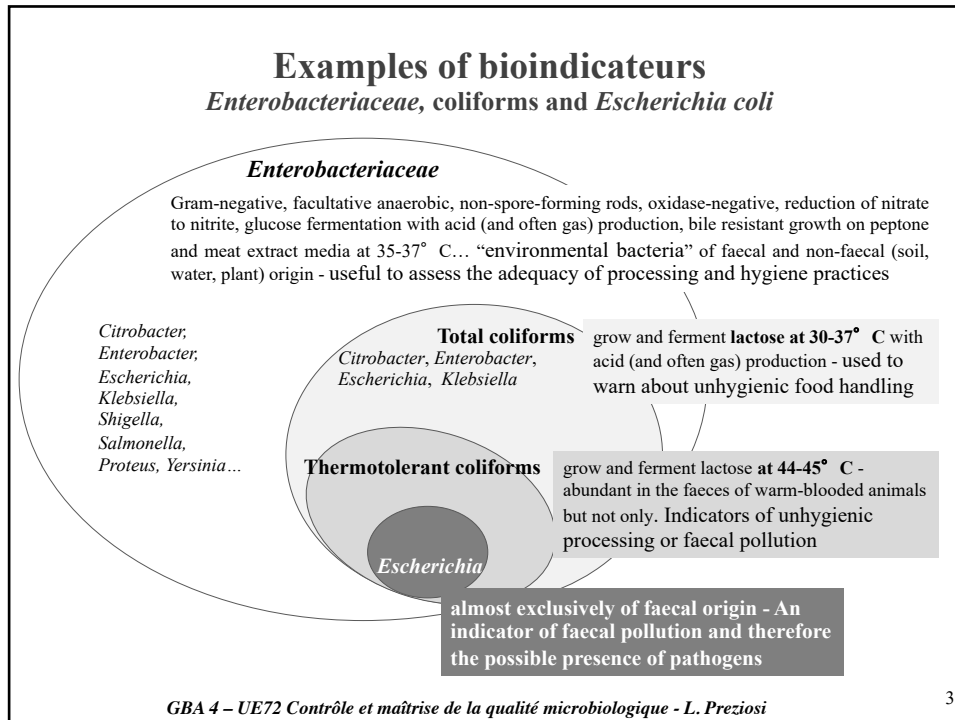 Examples of bioindicateurs
Enterobacteriaceae, coliforms and Escherichia coli
Enterobacteriaceae
Gram-negative, facultative anaerobic, non-spore-forming rods, oxidase-negative, reduction of nitrate
to nitrite, glucose fermentation with acid (and often gas) production, bile resistant growth on peptone
and meat extract media at 35-37° C… “environmental bacteria” of faecal and non-faecal (soil,
water, plant) origin - useful to assess the adequacy of processing and hygiene practices
Citrobacter,
Enterobacter,
Escherichia,
Klebsiella,
Shigella,
Salmonella,
Proteus, Yersinia…
Total coliforms
Citrobacter, Enterobacter,
Escherichia, Klebsiella
grow and ferment lactose at 30-37° C with
acid (and often gas) production - used to
warn about unhygienic food handling
Thermotolerant coliforms
grow and ferment lactose at 44-45° C -
abundant in the faeces of warm-blooded animals
but not only. Indicators of unhygienic
processing or faecal pollution
Escherichia
almost exclusively of faecal origin - An
indicator of faecal pollution and therefore
the possible presence of pathogens
GBA 4 – UE72 Contrôle et maîtrise de la qualité microbiologique - L. Preziosi
3